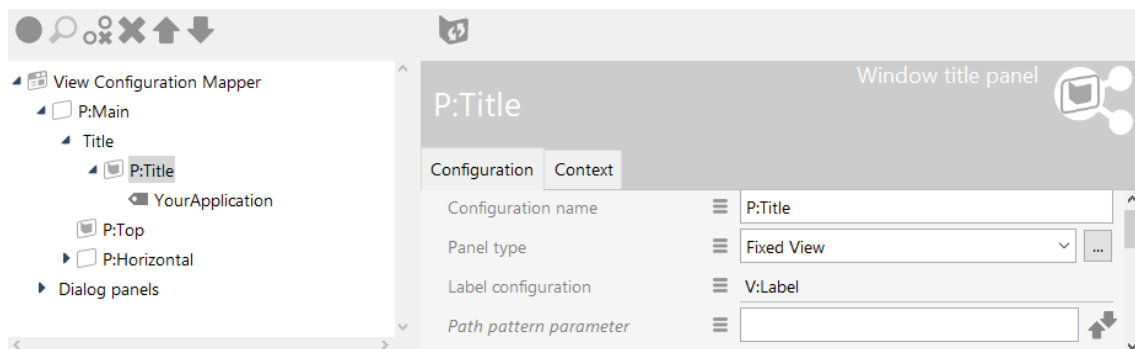 View Configuration Mapper
P:Main
Title
P:Title
YourApplication
P:Top
P:Horizontal
Dialog panels
Window title panel
P:Title
Configuration Context
Configuration name P:Title
Panel type Fixed View ...
Label configuration V:Label
Path pattern parameter